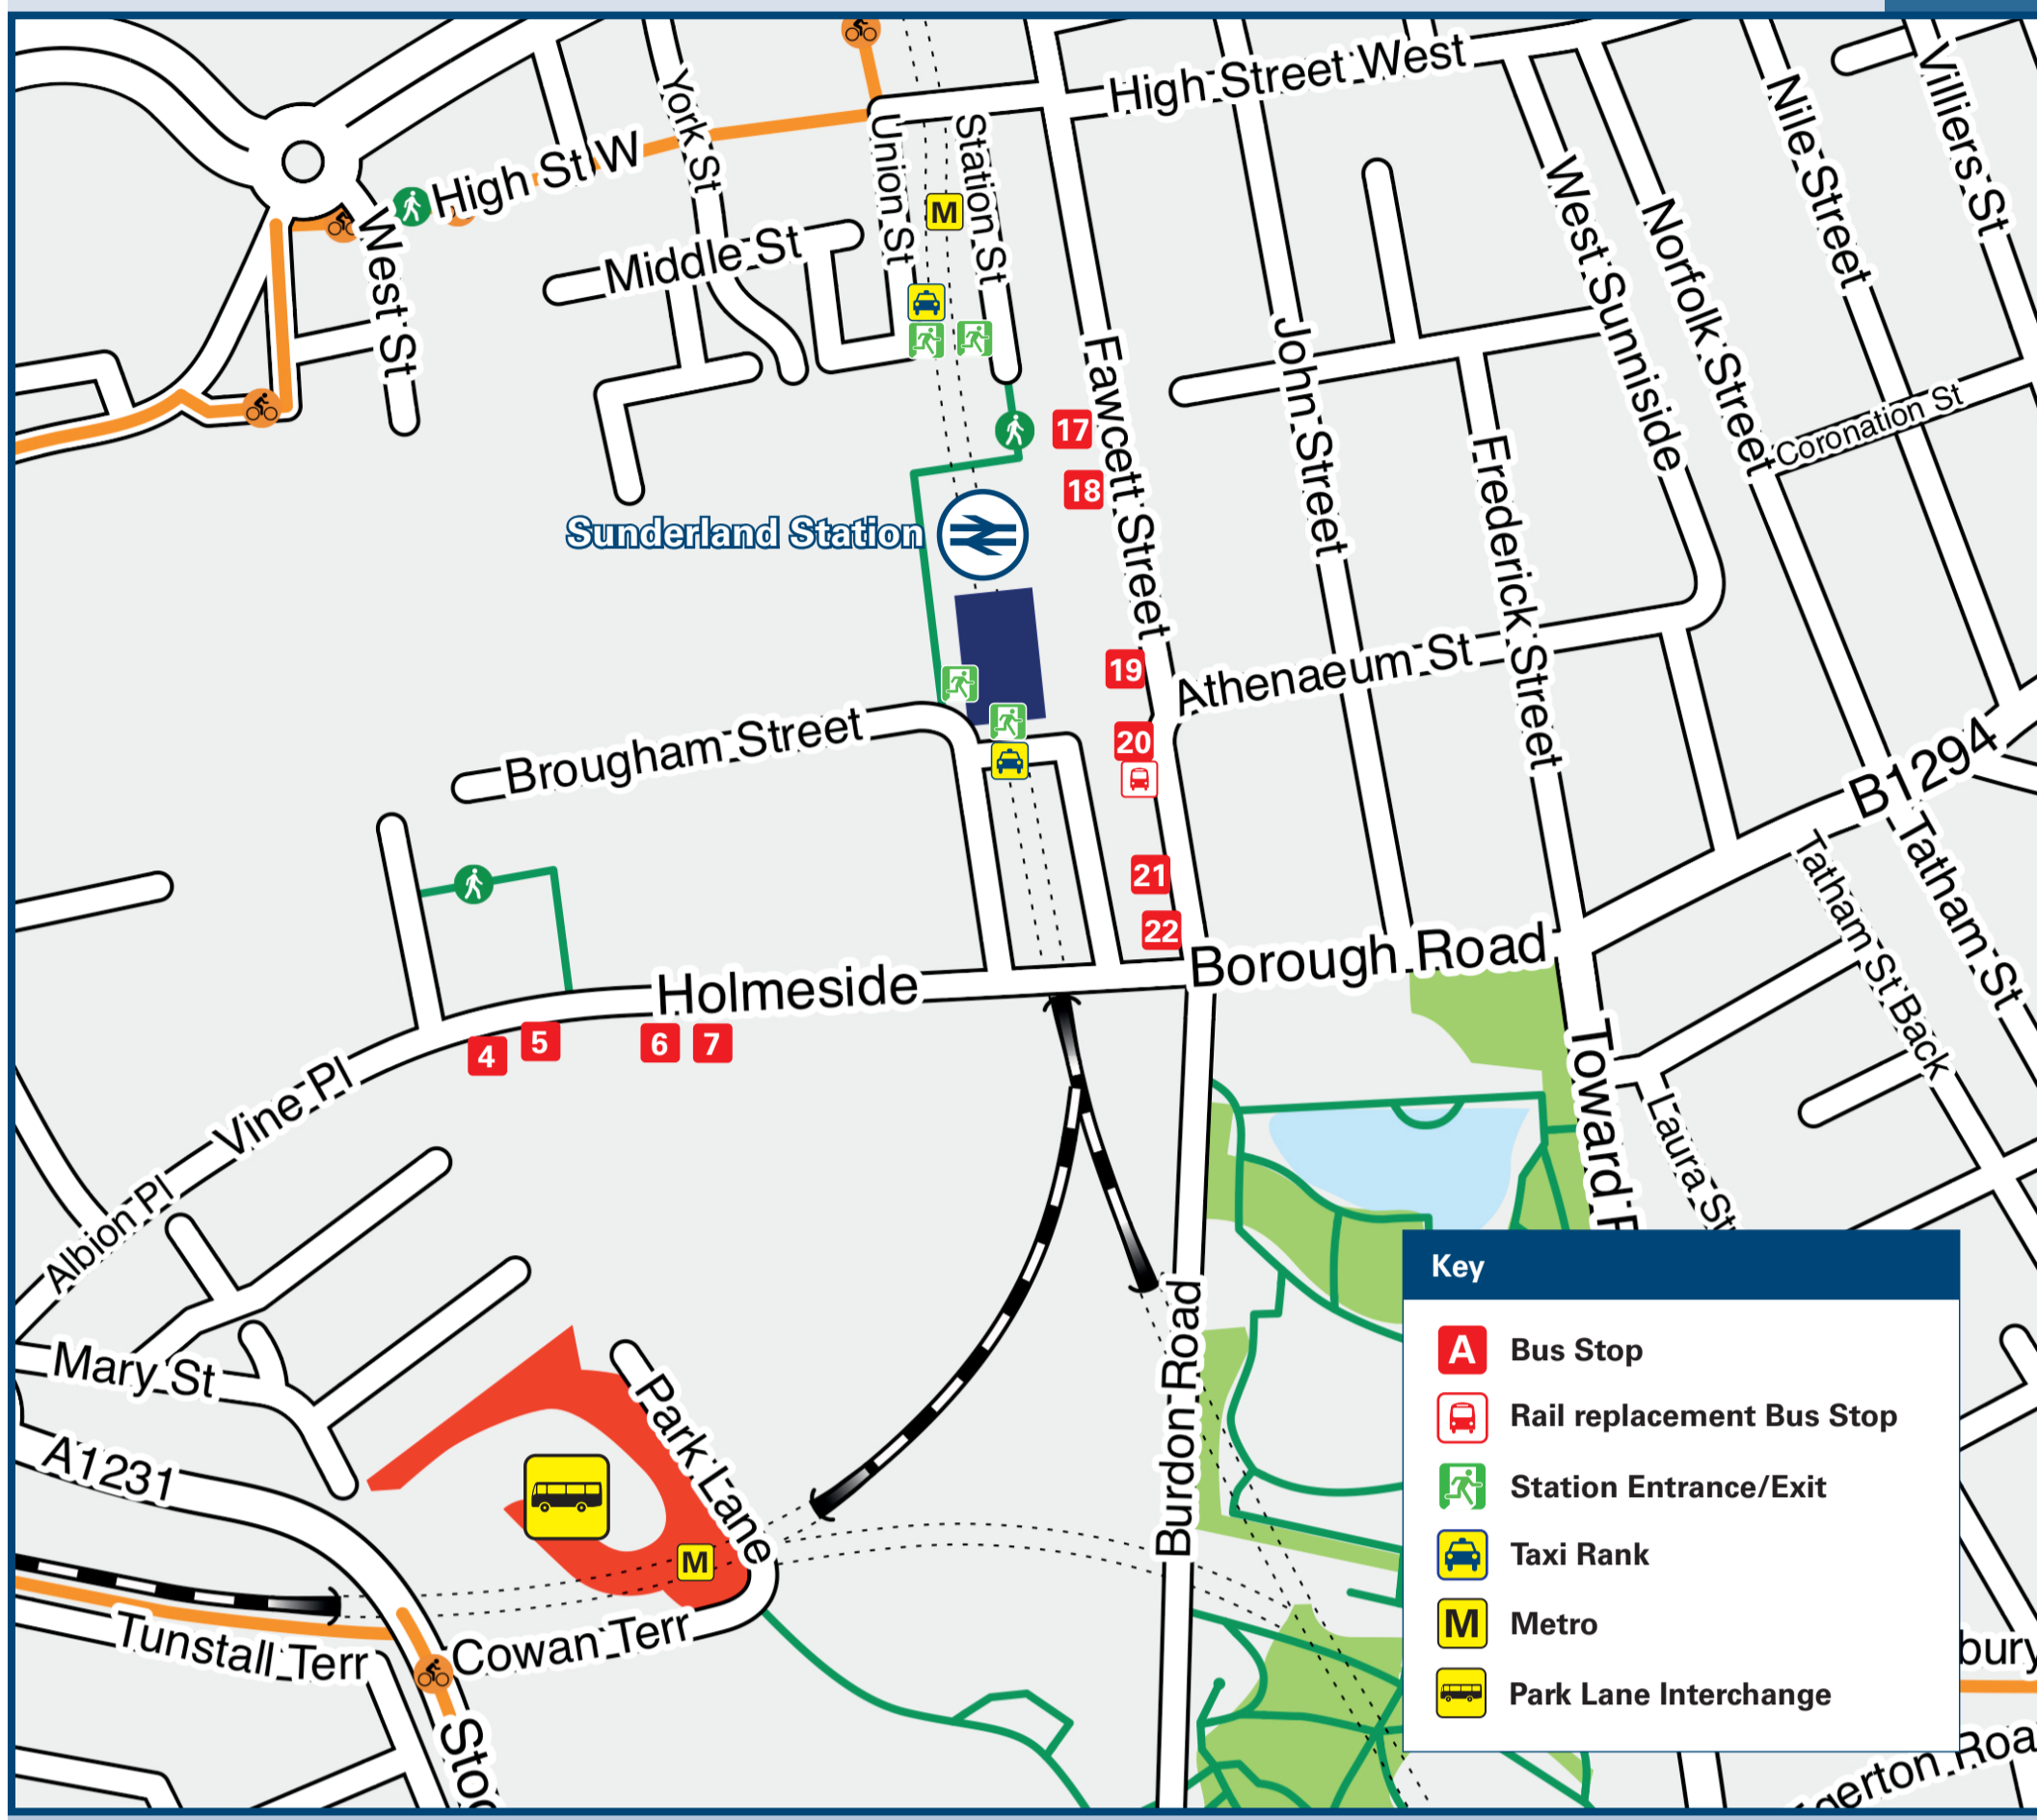 High Street West
York St
Union St
Station St
Nile Street
Villiers St
High St W
M
West St
Middle St
West Sunniside
Norfolk Street
Fawcett Street
John Street
Coronation St
17
18
Frederick Street
Sunderland Station
19
Athenaeum St
20
Brougham Street
B1294
21
22
Tatham St
Tatham St Back
Borough Road
Holmeside
4
5
6
7
Vine Pl
Toward R
Laura St
Albion Pl
Mary St
Park Lane
Burdon Road
A1231
M
Tunstall Terr
Cowan Terr
Stoc
Key
A Bus Stop
Rail replacement Bus Stop
Station Entrance/Exit
Taxi Rank
M Metro
Park Lane Interchange
bury
gerton Roa